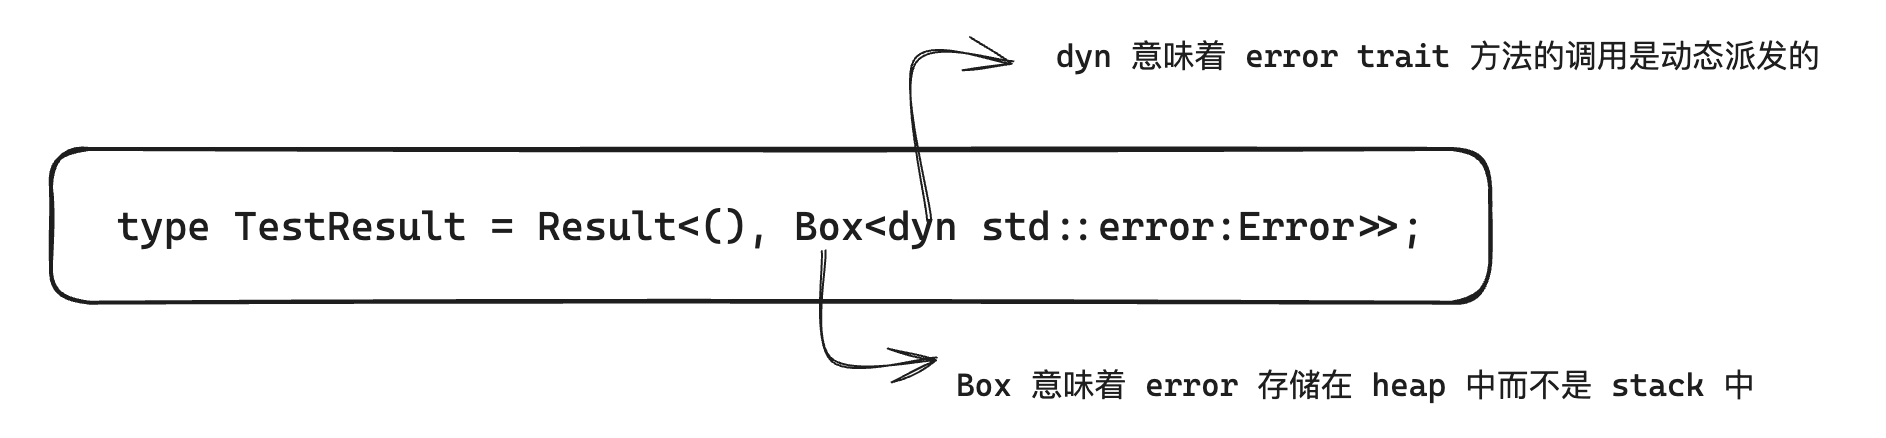 dyn 意味着 error trait 方法的调用是动态派发的
type TestResult = Result<(), Box<dyn std::error:Error>>;
Box 意味着 error 存储在 heap 中而不是 stack 中